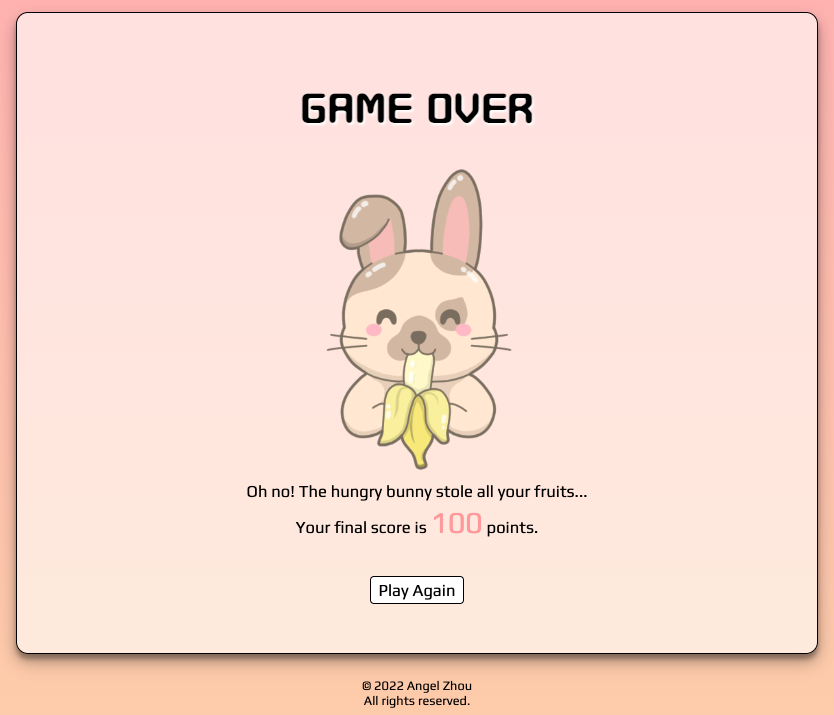 GAME OVER
Oh no! The hungry bunny stole all your fruits...
Your final score is 100 points.
Play Again
© 2022 Angel Zhou
All rights reserved.